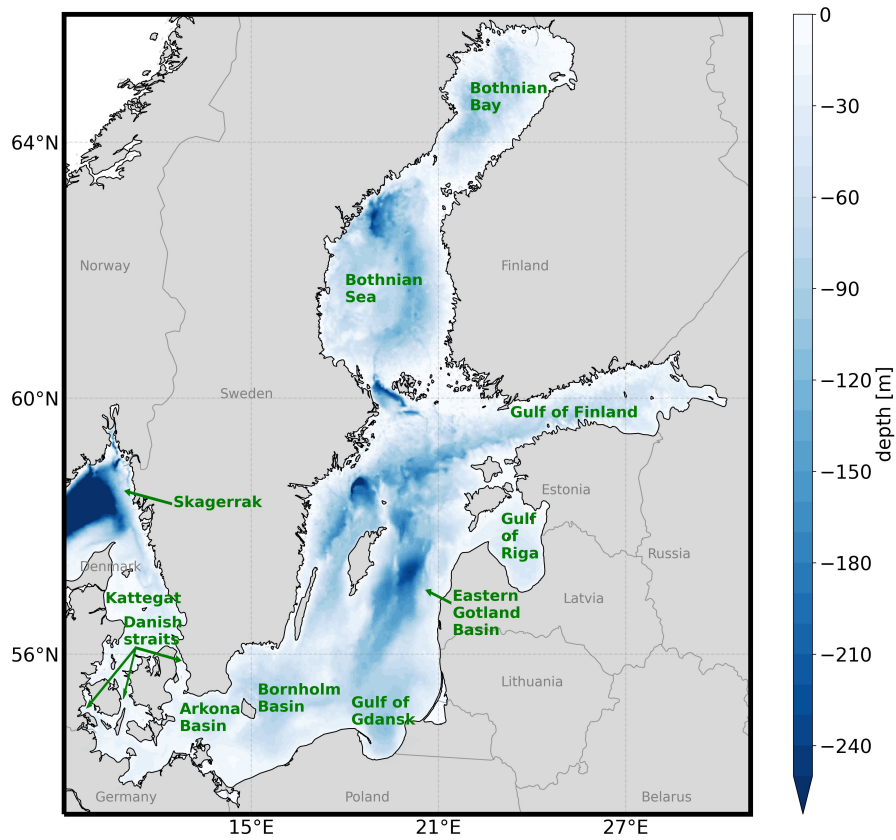 0
Bothnian
Bay
−30
64°N
−60
Norway
Finland
Bothnian
Sea
−90
−120
Sweden
60°N
Gulf of Finland
depth [m]
−150
Estonia
Skagerrak
Gulf
of
Riga
Russia
−180
Denmark
Kattegat
Eastern
Gotland
Basin
Latvia
Danish
straits
−210
56°N
Lithuania
Bornholm
Basin
Arkona
Basin
Gulf of
Gdansk
−240
Germany
Poland
Belarus
15°E
21°E
27°E